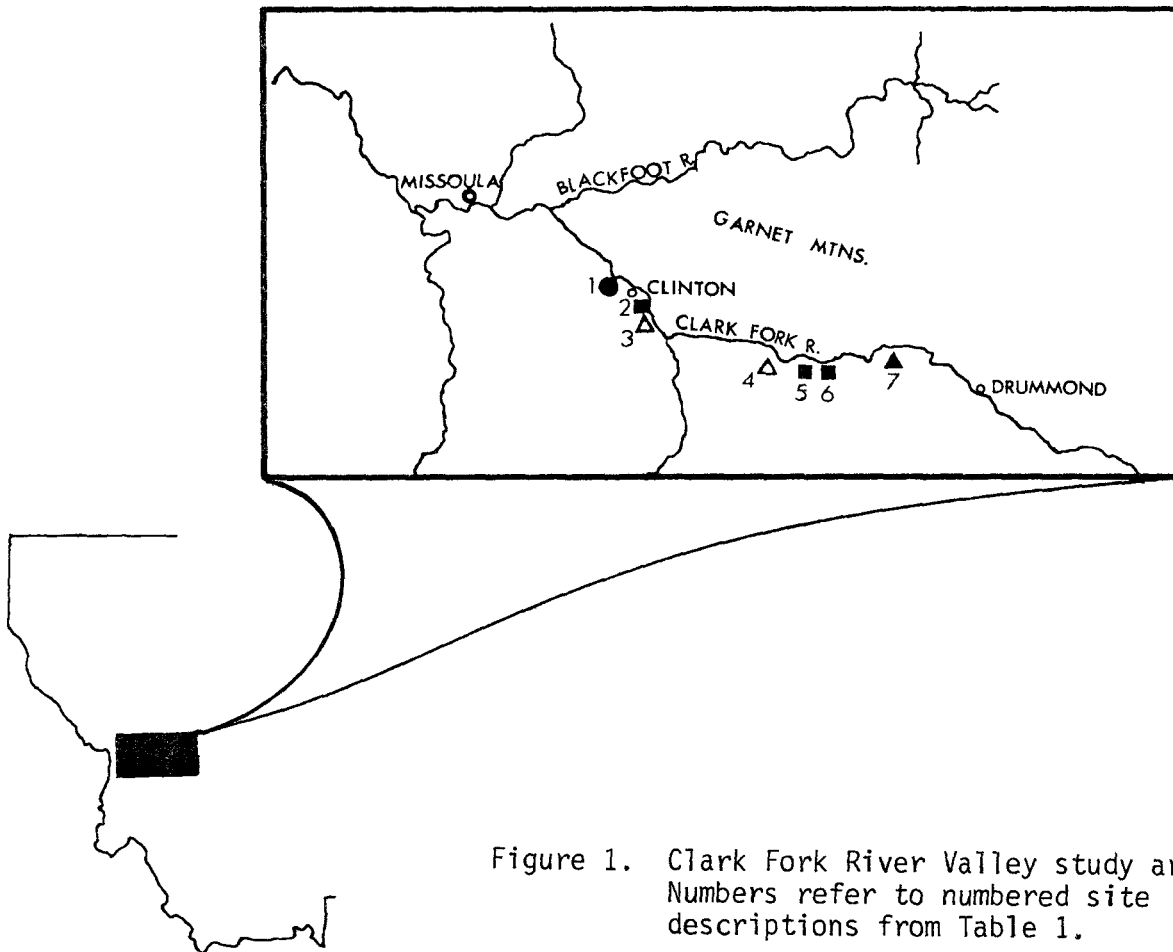 MISSOULA
BLACKFOOT R.
GARNET MTNS.
1
CLINTON
2
3
CLARK FORK R.
4
5
6
7
DRUMMOND
Figure 1. Clark Fork River Valley study
Numbers refer to numbered site
descriptions from Table 1.